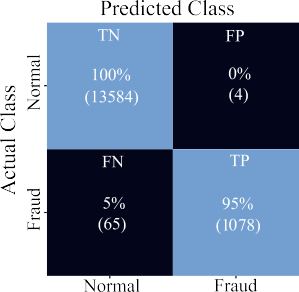 Predicted Class
Actual Class
Normal
TN
100%
(13584)
FP
0%
(4)
Fraud
FN
5%
(65)
TP
95%
(1078)
Normal
Fraud